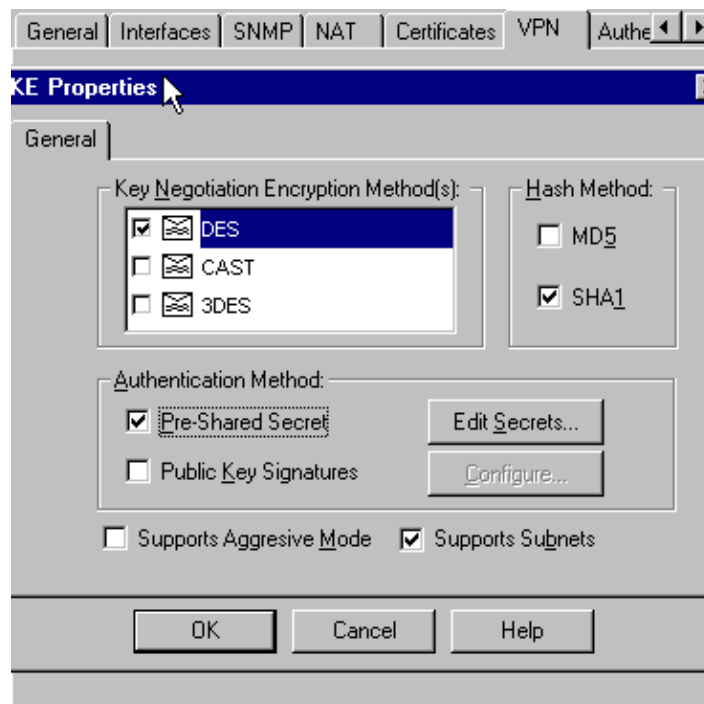 General Interfaces SNMP NAT Certificates VPN Authe
KE Properties
General
Key Negotiation Encryption Method(s):
DES
CAST
3DES
Hash Method:
MD5
SHA1
Authentication Method:
Pre-Shared Secret
Edit Secrets...
Public Key Signatures
Configure...
Supports Aggresive Mode
Supports Subnets
OK Cancel Help